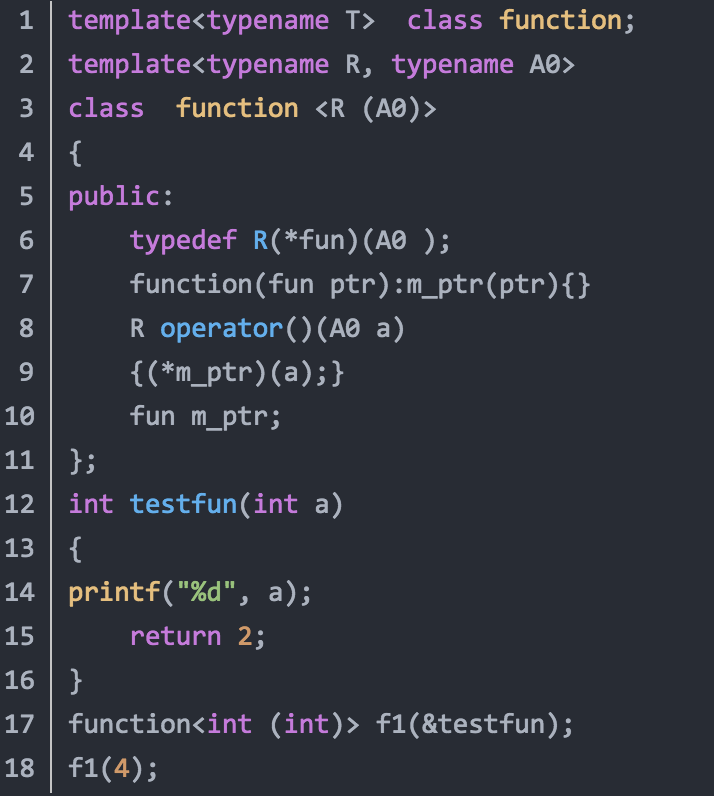 1 template<typename T>  class function;
2 template<typename R, typename A0>
3 class  function <R (A0)>
4 {
5 public:
6     typedef R(*fun)(A0 );
7     function(fun ptr):m_ptr(ptr){}
8     R operator()(A0 a)
9     {(*m_ptr)(a);}
10     fun m_ptr;
11 };
12 int testfun(int a)
13 {
14 printf("%d", a);
15     return 2;
16 }
17 function<int (int)> f1(&testfun);
18 f1(4);